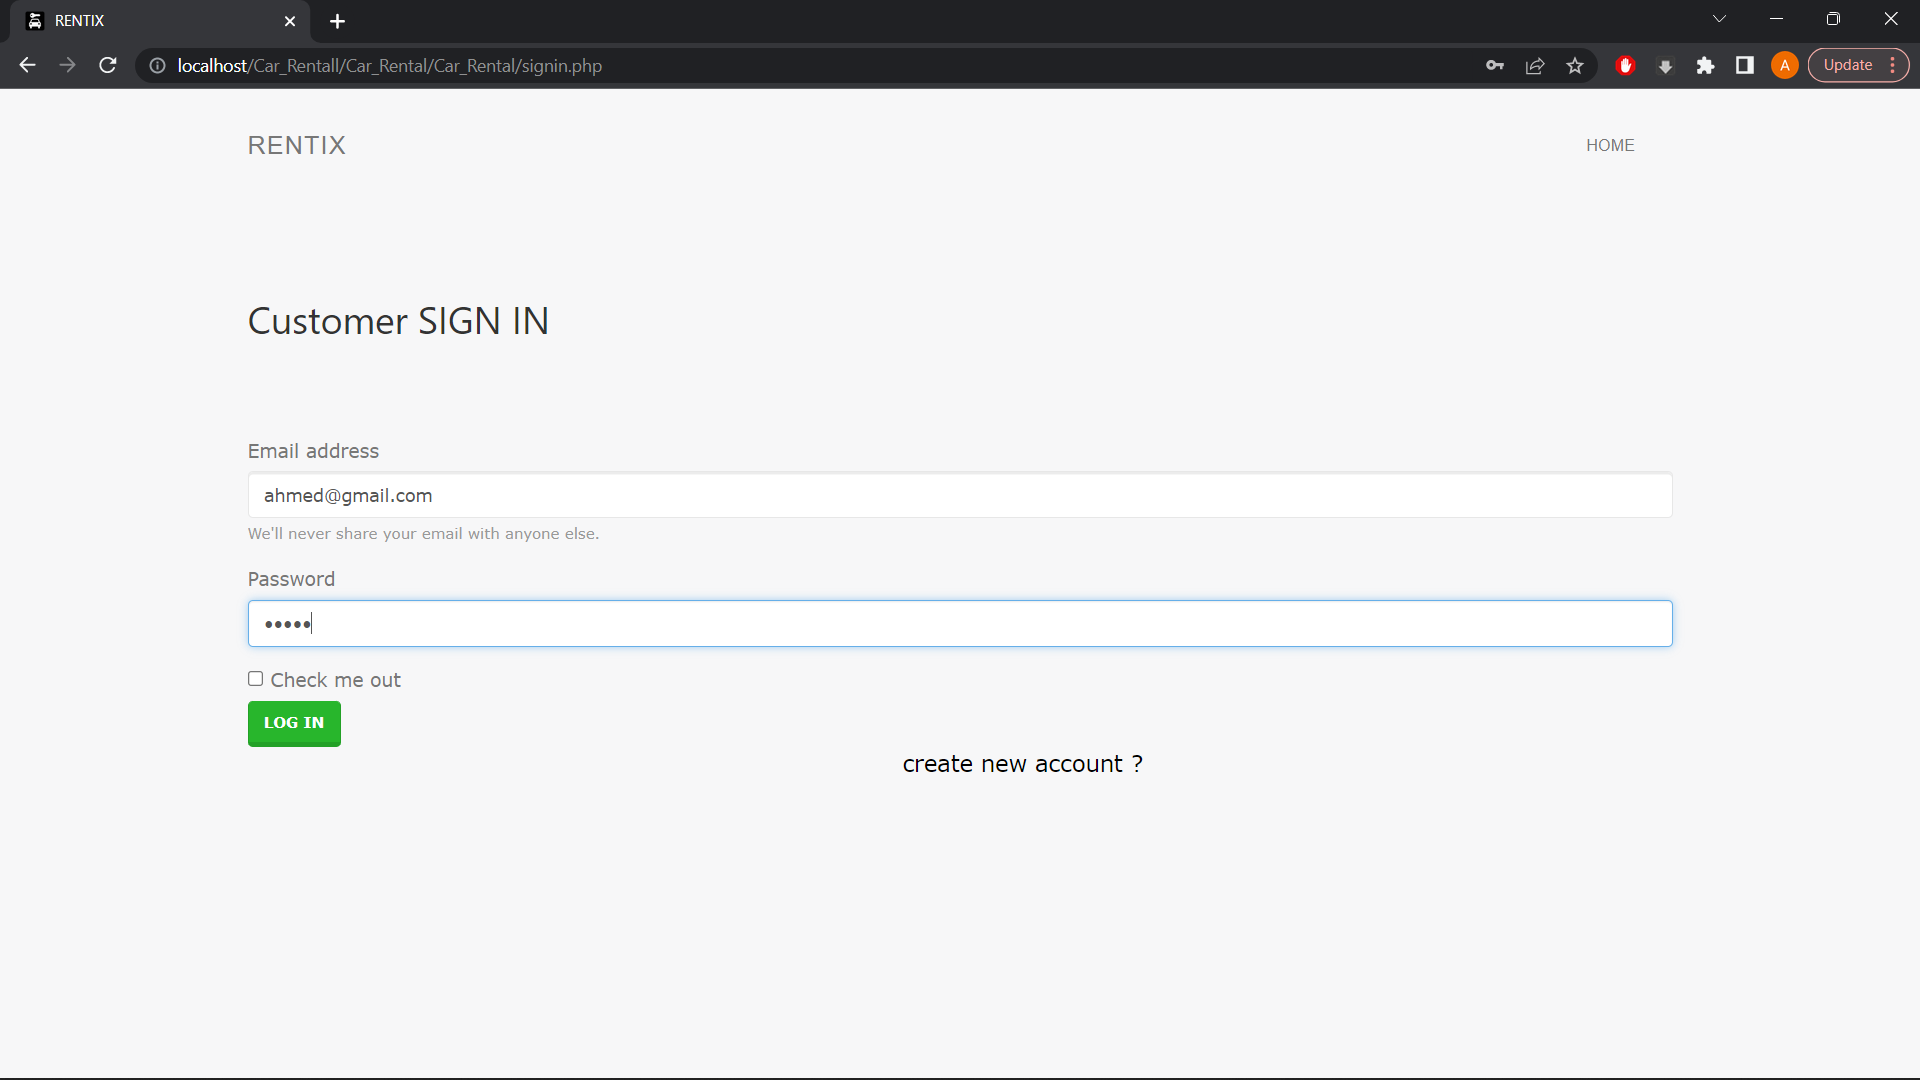 RENTIX
localhost/Car_Rentall/Car_Rental/Car_Rental/signin.php
A
Update
RENTIX
HOME
Customer SIGN IN
Email address
ahmed@gmail.com
We'll never share your email with anyone else.
Password
•••••
Check me out
LOG IN
create new account ?